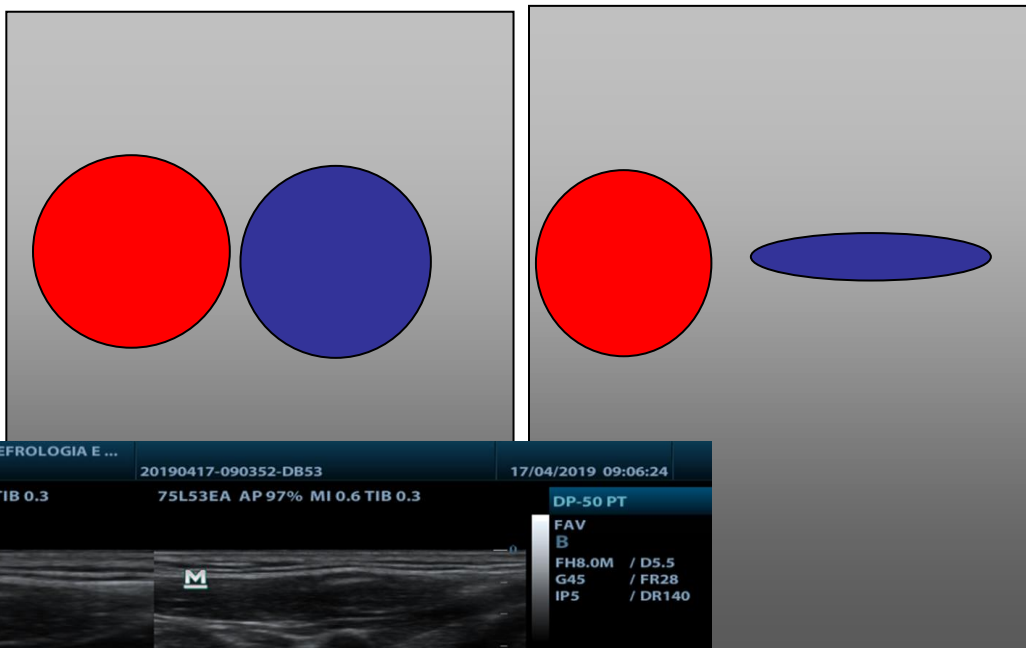 EFROLOGIA E ...
20190417-090352-DB53
17/04/2019 09:06:24
TIB 0.3
75L53EA AP 97% MI 0.6 TIB 0.3
DP-50 PT
FAV
B
FH8.0M / D5.5
G45 / FR28
IP5 / DR140
0
M